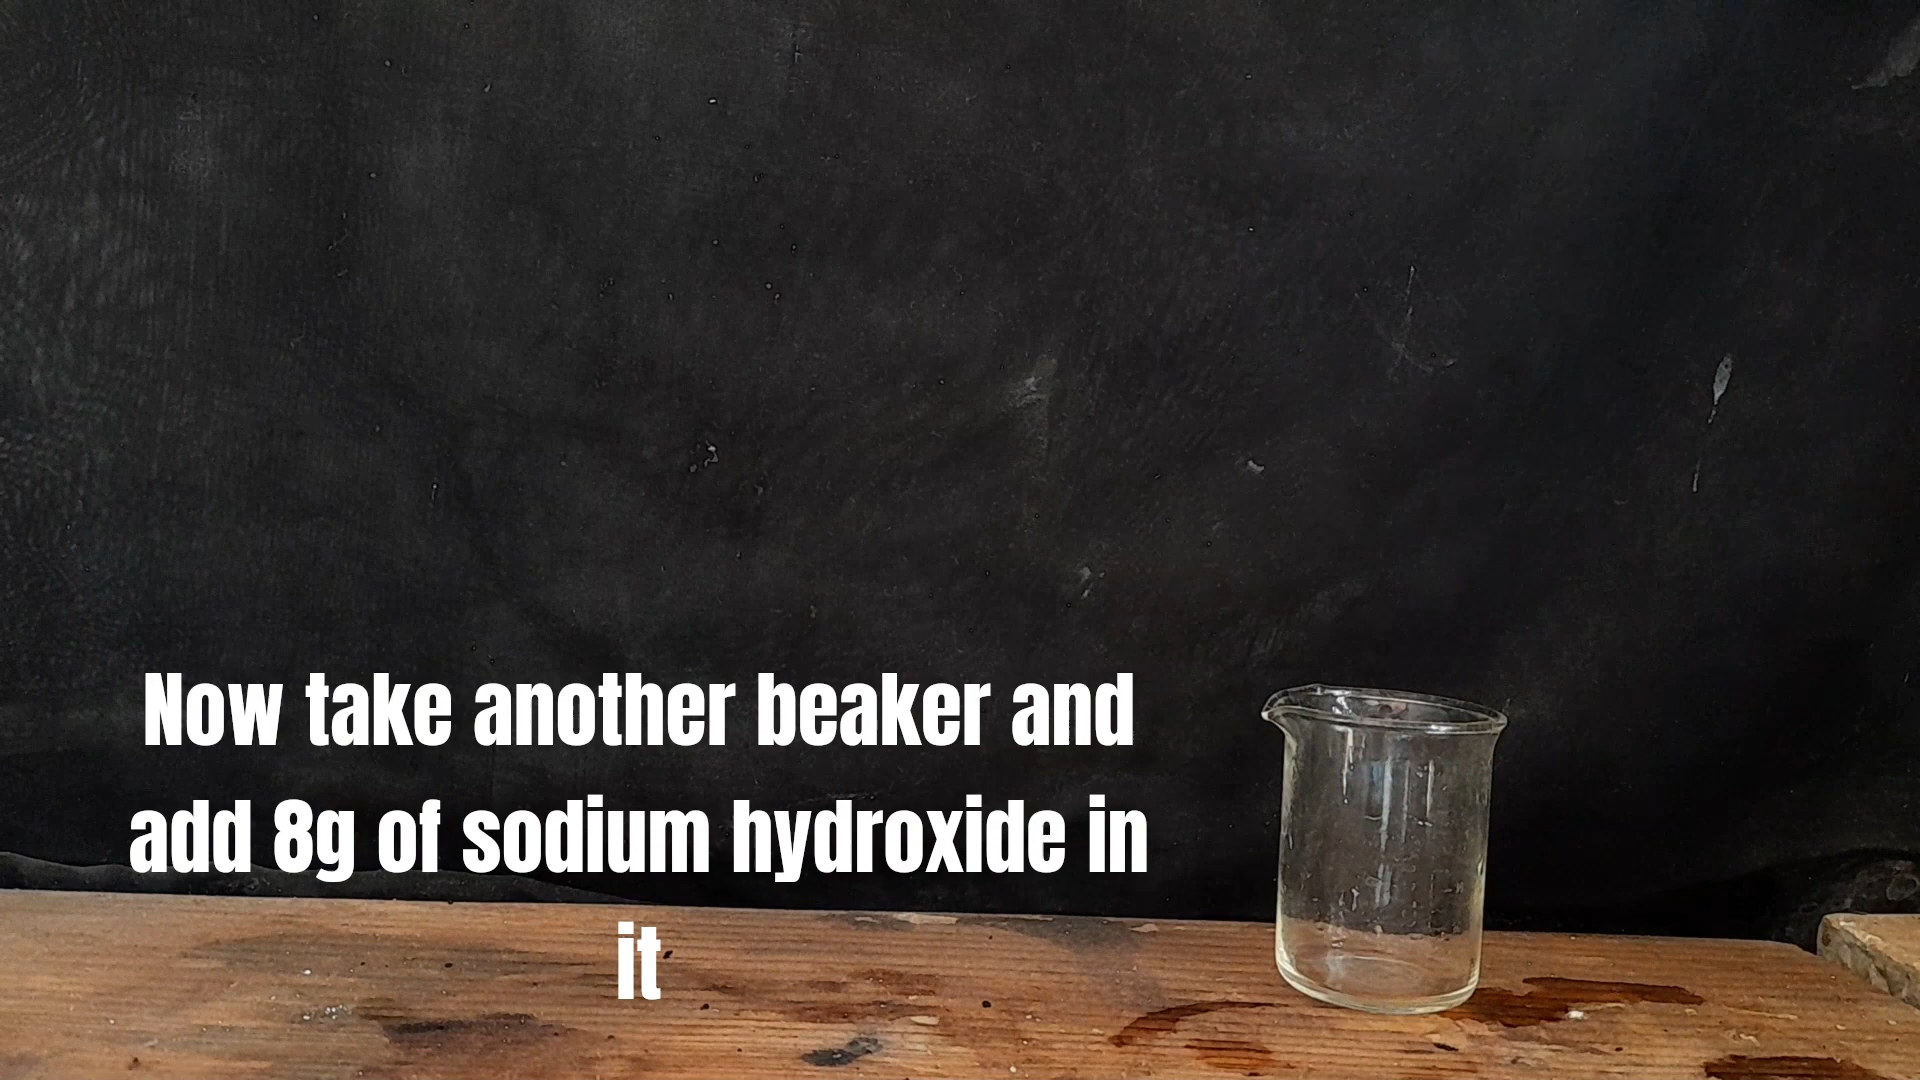 Now take another beaker and
add 8g of sodium hydroxide in
it